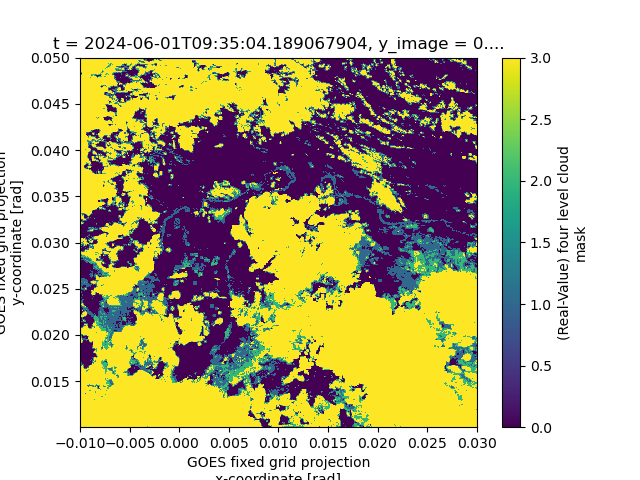 t = 2024-06-01T09:35:04.189067904, y_image = 0....
0.050
0.045
0.040
0.035
0.030
0.025
0.020
0.015
GOES fixed grid projection
y-coordinate [rad]
−0.010 −0.005 0.000 0.005 0.010 0.015 0.020 0.025 0.030
GOES fixed grid projection
x-coordinate [rad]
3.0
2.5
2.0
1.5
1.0
0.5
0.0
(Real-Value) four level cloud
mask